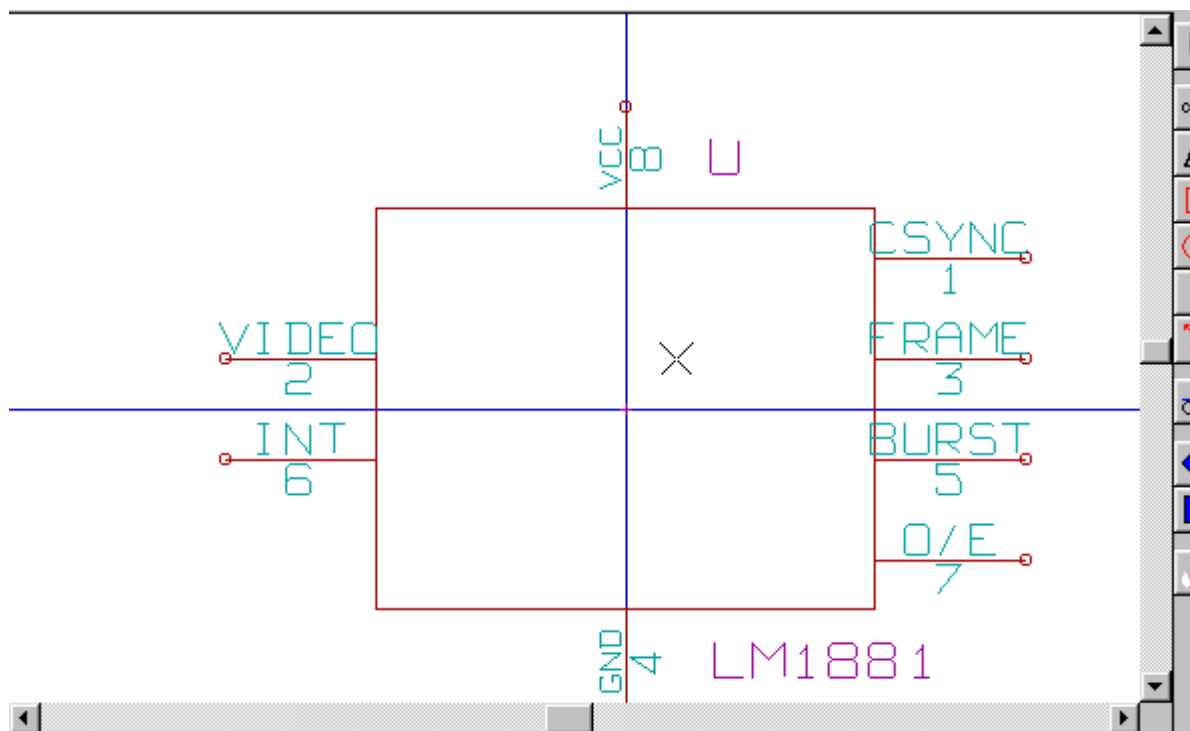 VCC
8
U
CSYNC
1
VIDEO
2
FRAME
3
INT
6
BURST
5
O/E
7
GND
4
LM1881